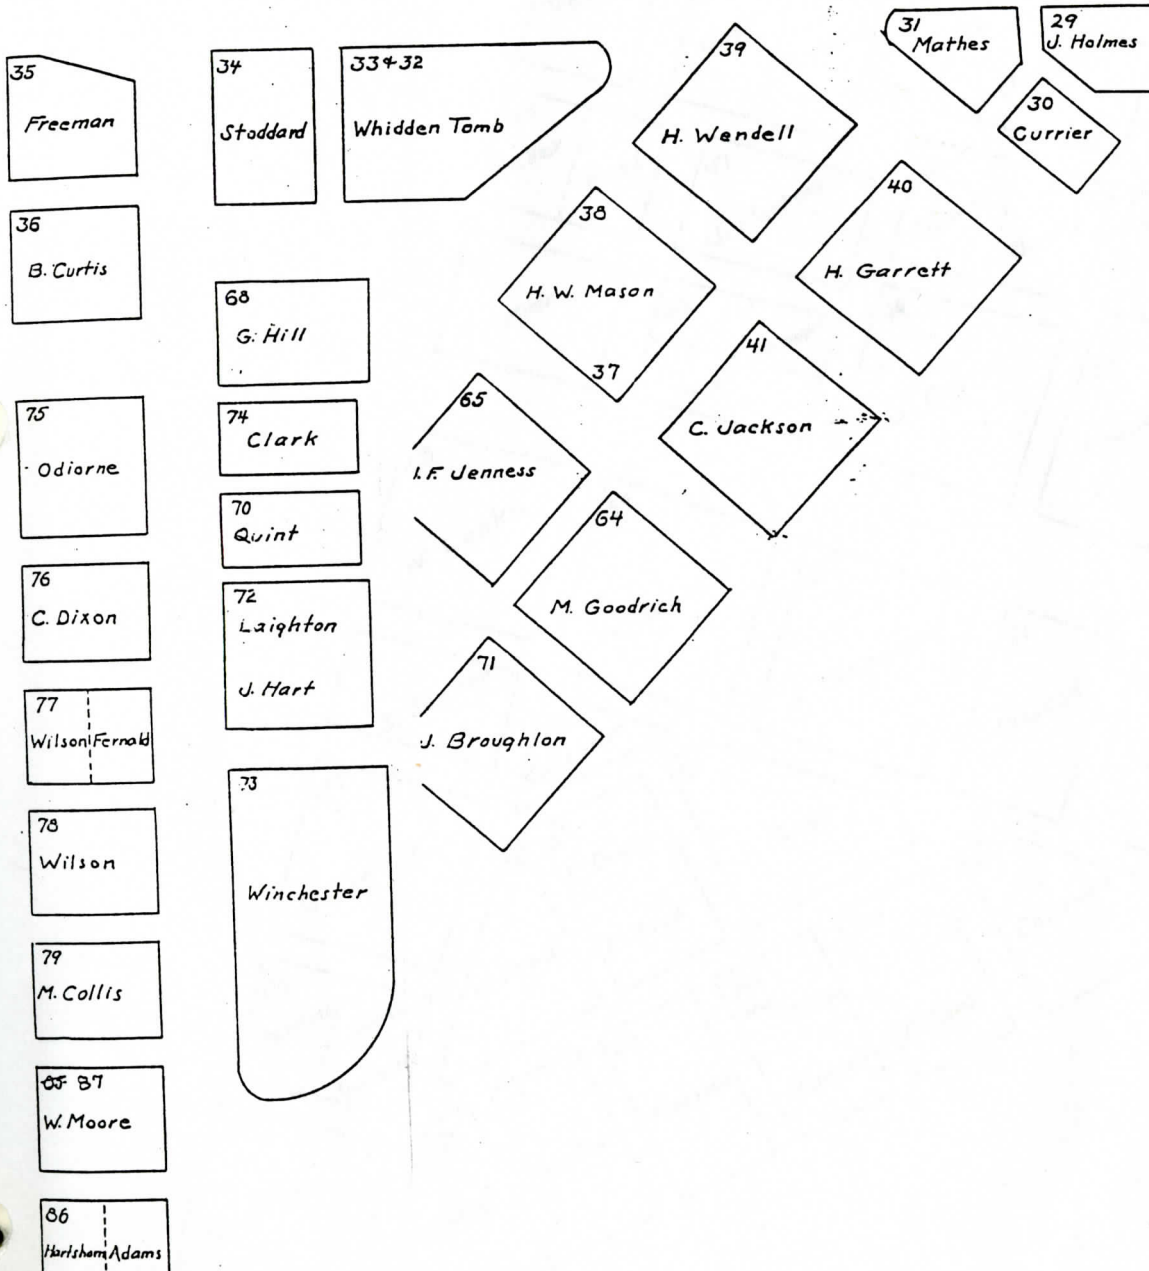 35
Freeman
34
Stoddard
33+32
Whidden Tomb
39
H. Wendell
31
Mathes
29
J. Holmes
30
Currier
36
B. Curtis
38
H. W. Mason
37
40
H. Garrett
68
G. Hill
41
C. Jackson
75
Odiorne
74
Clark
65
I. F. Jenness
70
Quint
64
M. Goodrich
76
C. Dixon
72
Laighton
J. Hart
71
J. Broughlon
77
Wilson Fernald
73
Winchester
78
Wilson
79
M. Collis
87
W. Moore
86
Hartshorn Adams